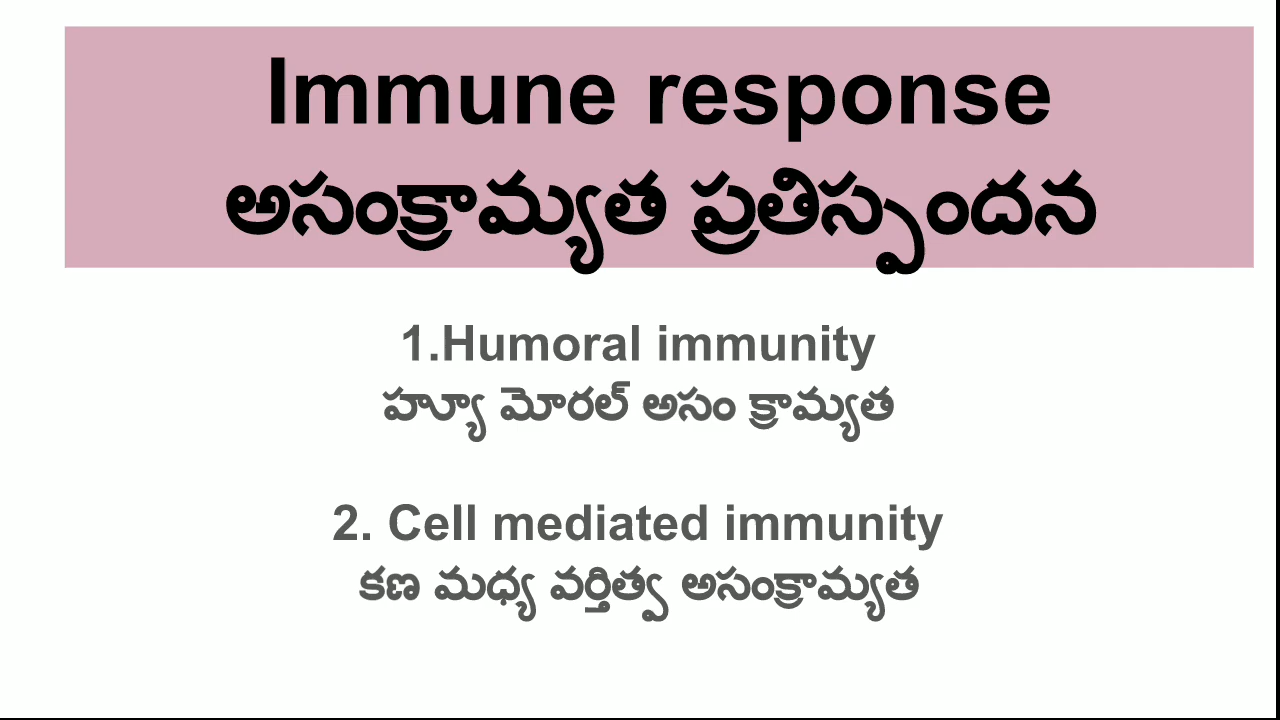 Immune response
అసంక్రామ్యత ప్రతిస్పందన
1.Humoral immunity
హ్యూ మోరల్ అసం క్రామ్యత
2. Cell mediated immunity
కణ మధ్య వర్తిత్వ అసంక్రామ్యత